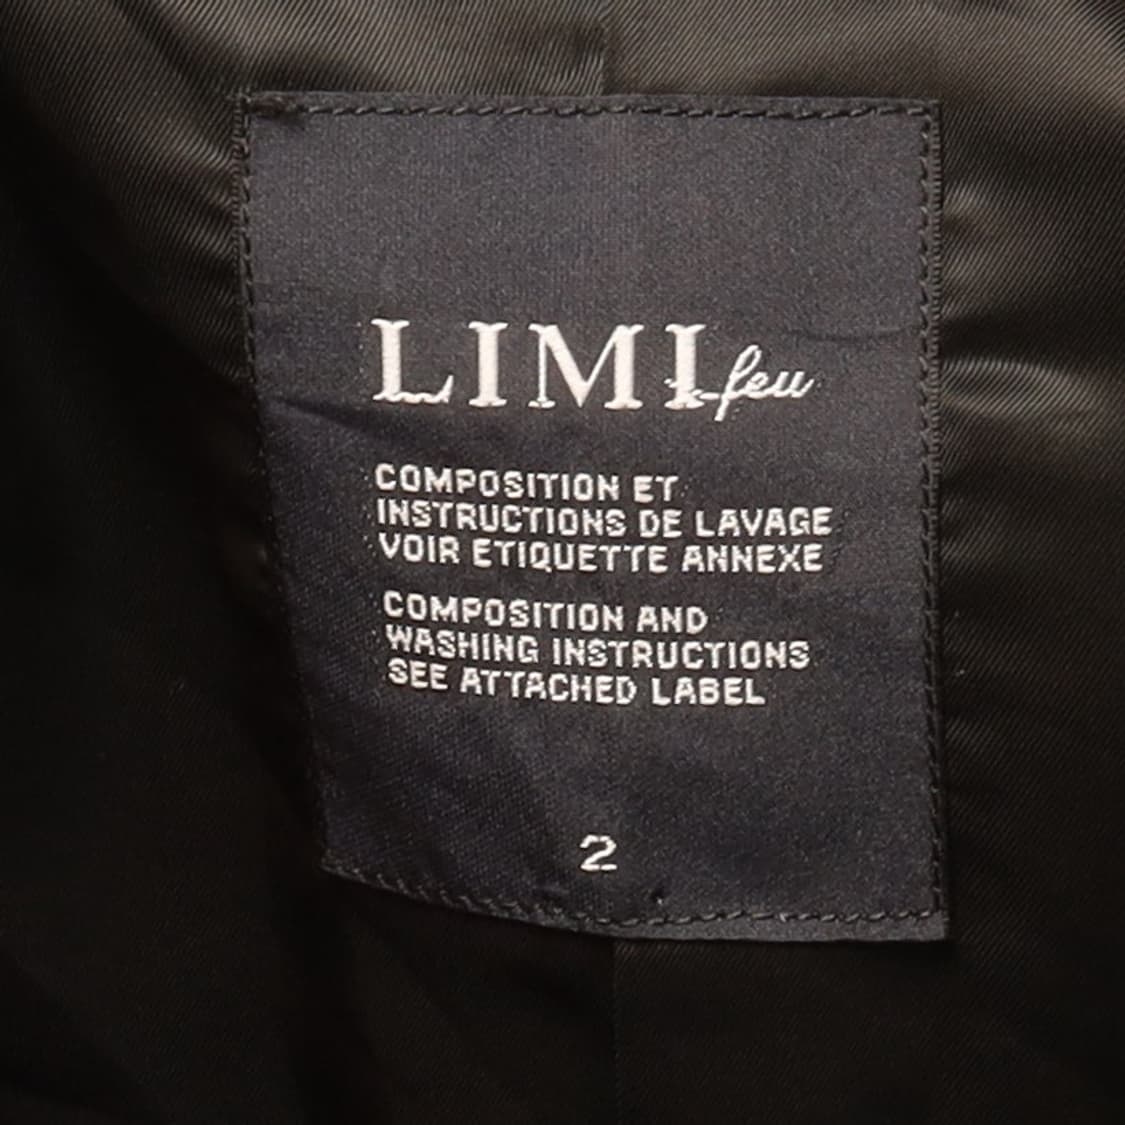 LIMI feu
COMPOSITION ET
INSTRUCTIONS DE LAVAGE
VOIR ETIQUETTE ANNEXE
COMPOSITION AND
WASHING INSTRUCTIONS
SEE ATTACHED LABEL
2